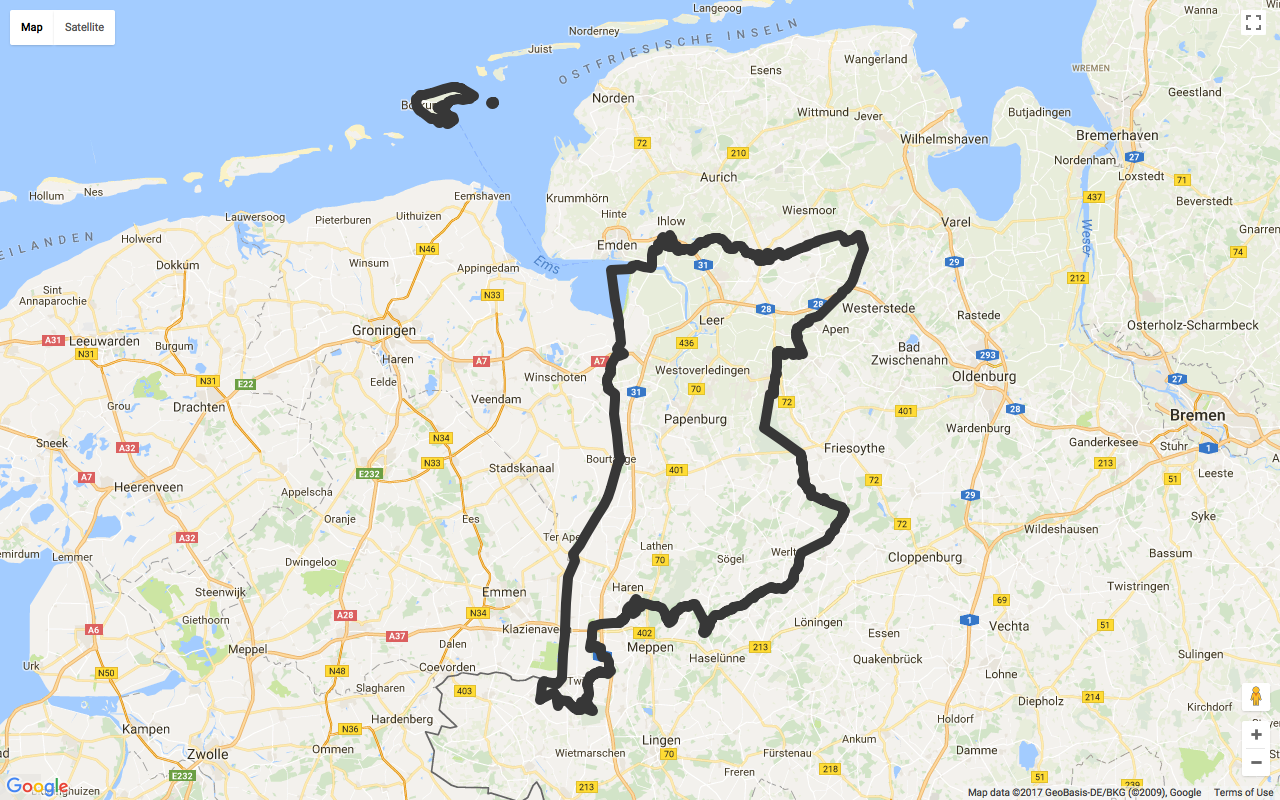 Map
Satellite
Langeoog
Wanna
Norderney
Juist
OSTFRIESISCHE INSELN
Wangerland
Esens
WREMEN
Geestland
Norden
Wittmund
Jever
Butjadingen
Bremerhaven
Wilhelmshaven
72
210
27
Nordenham
Loxstedt
71
Aurich
Hollum
Nes
Eemshaven
Krummhörn
437
Beverstedt
Lauwersoog
Pieterburen
Uithuizen
Hinte
Ihlow
Wiesmoor
Varel
Weser
Gnarren
EILANDEN
Holwerd
N46
Emden
74
Dokkum
Winsum
Appingedam
Ems
31
29
212
Sint
Annaparochie
N33
28
28
Westerstede
Rastede
Groningen
Leer
Apen
Osterholz-Scharmbeck
A31
Leeuwarden
N31
Burgum
Haren
A7
A7
436
Bad
Zwischenahn
293
Westoverledingen
Oldenburg
27
N31
E22
Eelde
Winschoten
31
70
Grou
Drachten
Veendam
72
401
28
Bremen
Papenburg
Wardenburg
Sneek
A32
N34
Friesoythe
Ganderkesee
Stuhr
1
N33
Bourtange
213
Leeste
A7
E232
Stadskanaal
401
72
51
Heerenveen
Appelscha
29
Oranje
Ees
72
Wildeshausen
Syke
A32
Ter Ape
Lathen
Lemmer
70
Sögel
Werlt
Cloppenburg
Bassum
Dwingeloo
Haren
Twistringen
Steenwijk
Emmen
69
A28
N34
Löningen
1
Giethoorn
A6
A37
Klazienaveen
402
Vechta
51
Meppel
Dalen
Meppen
213
Essen
Haselünne
Quakenbrück
Sulingen
Urk
N50
N48
Coevorden
Lohne
Slagharen
403
Twi
Diepholz
214
Kirchdorf
Kampen
Hardenberg
N36
Holdorf
Zwolle
Ommen
Wietmarschen
Lingen
70
Fürstenau
Ankum
Damme
E232
Freren
218
51
239
213
Google
Map data ©2017 GeoBasis-DE/BKG (©2009), Google
Terms of Use